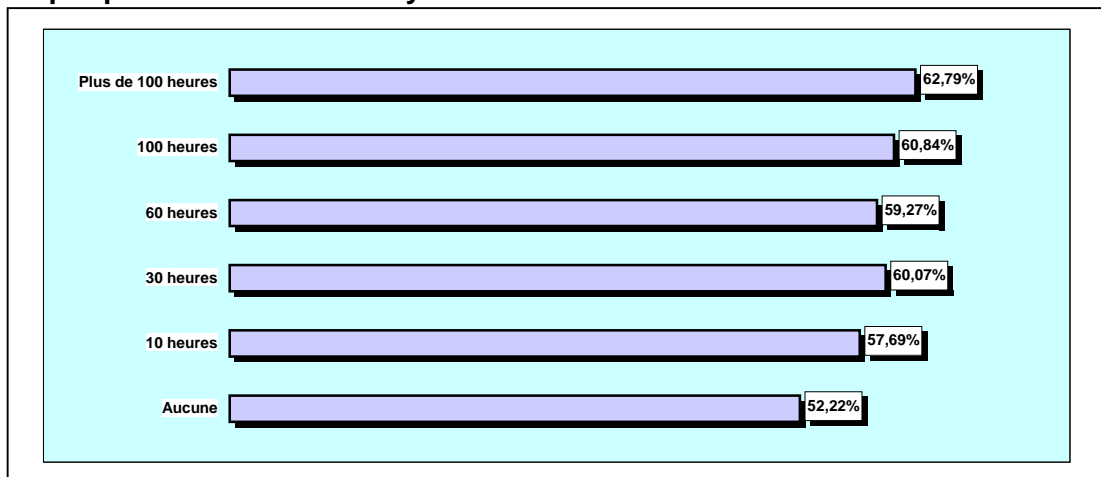 Plus de 100 heures 62,79%
100 heures 60,84%
60 heures 59,27%
30 heures 60,07%
10 heures 57,69%
Aucune 52,22%